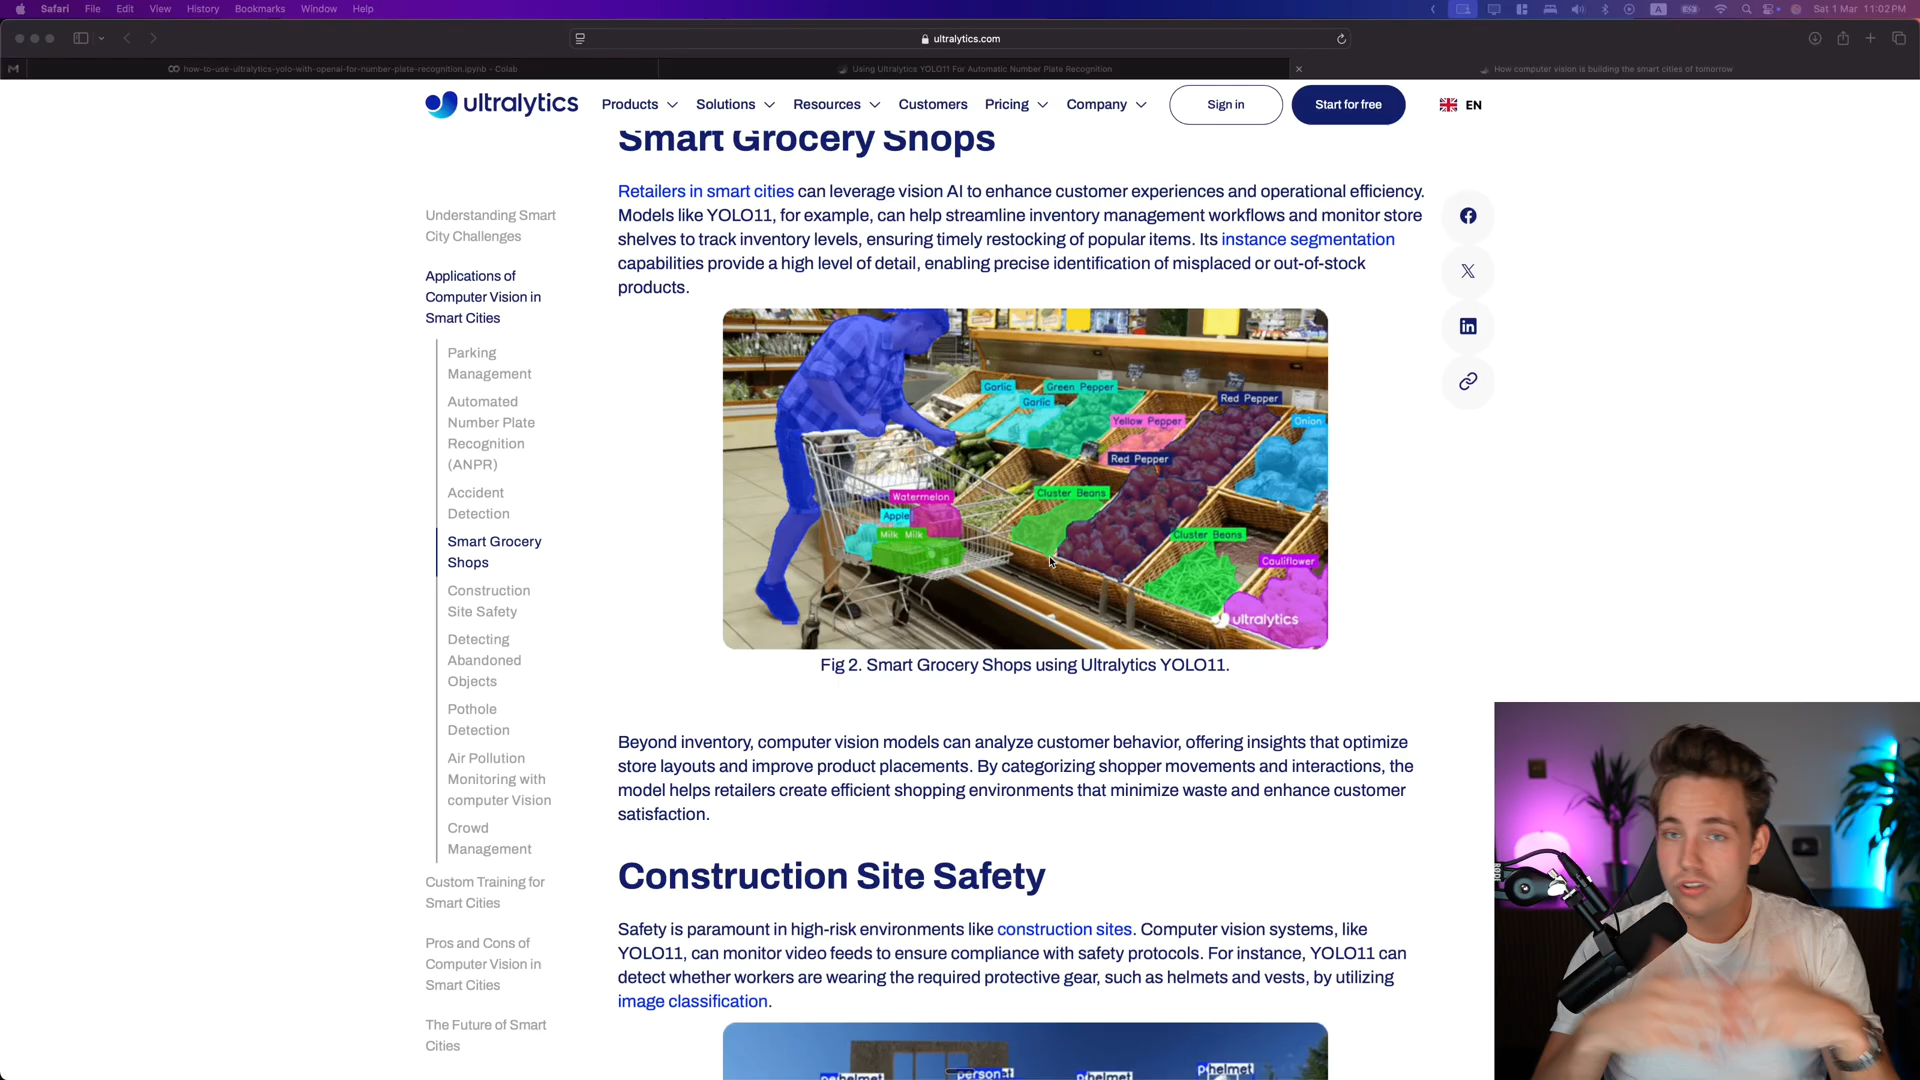 Safari File Edit View History Bookmarks Window Help
Sat 1 Mar 11:02 PM
ultralytics.com
how-to-use-ultralytics-yolo-with-openai-for-number-plate-recognition.ipynb - Colab
Using Ultralytics YOLO11 For Automatic Number Plate Recognition
How computer vision is building the smart cities of tomorrow
ultralytics Products Solutions Resources Customers Pricing Company Sign in Start for free EN
Understanding Smart
City Challenges
Applications of
Computer Vision in
Smart Cities
Parking
Management
Automated
Number Plate
Recognition
(ANPR)
Accident
Detection
Smart Grocery
Shops
Construction
Site Safety
Detecting
Abandoned
Objects
Pothole
Detection
Air Pollution
Monitoring with
computer Vision
Crowd
Management
Custom Training for
Smart Cities
Pros and Cons of
Computer Vision in
Smart Cities
The Future of Smart
Cities
Smart Grocery Shops
Retailers in smart cities can leverage vision AI to enhance customer experiences and operational efficiency.
Models like YOLO11, for example, can help streamline inventory management workflows and monitor store
shelves to track inventory levels, ensuring timely restocking of popular items. Its instance segmentation
capabilities provide a high level of detail, enabling precise identification of misplaced or out-of-stock
products.
Garlic
Green Pepper
Garlic
Red Pepper
Yellow Pepper
Onion
Red Pepper
Cluster Beans
Watermelon
Apple
Milk Milk
Cluster Beans
Cauliflower
ultralytics
Fig 2. Smart Grocery Shops using Ultralytics YOLO11.
Beyond inventory, computer vision models can analyze customer behavior, offering insights that optimize
store layouts and improve product placements. By categorizing shopper movements and interactions, the
model helps retailers create efficient shopping environments that minimize waste and enhance customer
satisfaction.
Construction Site Safety
Safety is paramount in high-risk environments like construction sites. Computer vision systems, like
YOLO11, can monitor video feeds to ensure compliance with safety protocols. For instance, YOLO11 can
detect whether workers are wearing the required protective gear, such as helmets and vests, by utilizing
image classification.
helmet
person
helmet
helmet